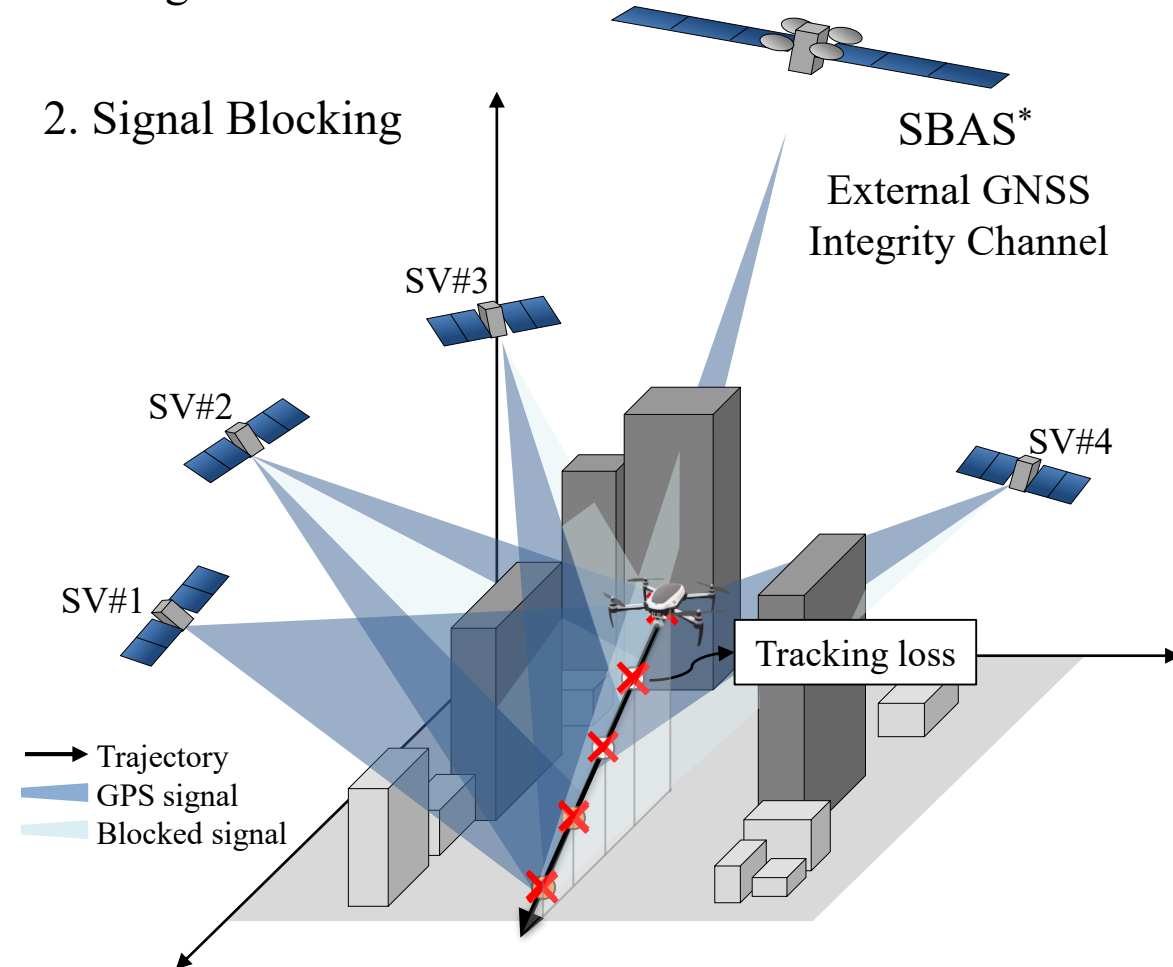 2. Signal Blocking
SBAS*
External GNSS
Integrity Channel
SV#3
SV#2
SV#4
SV#1
Tracking loss
Trajectory
GPS signal
Blocked signal